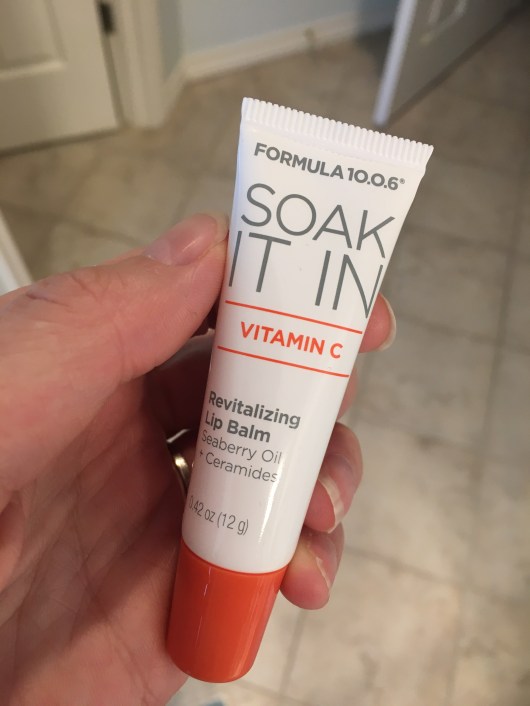 FORMULA 10.0.6®
SOAK
IT IN
VITAMIN C
Revitalizing
Lip Balm
Seaberry Oil
+ Ceramides
0.42 oz (12 g)